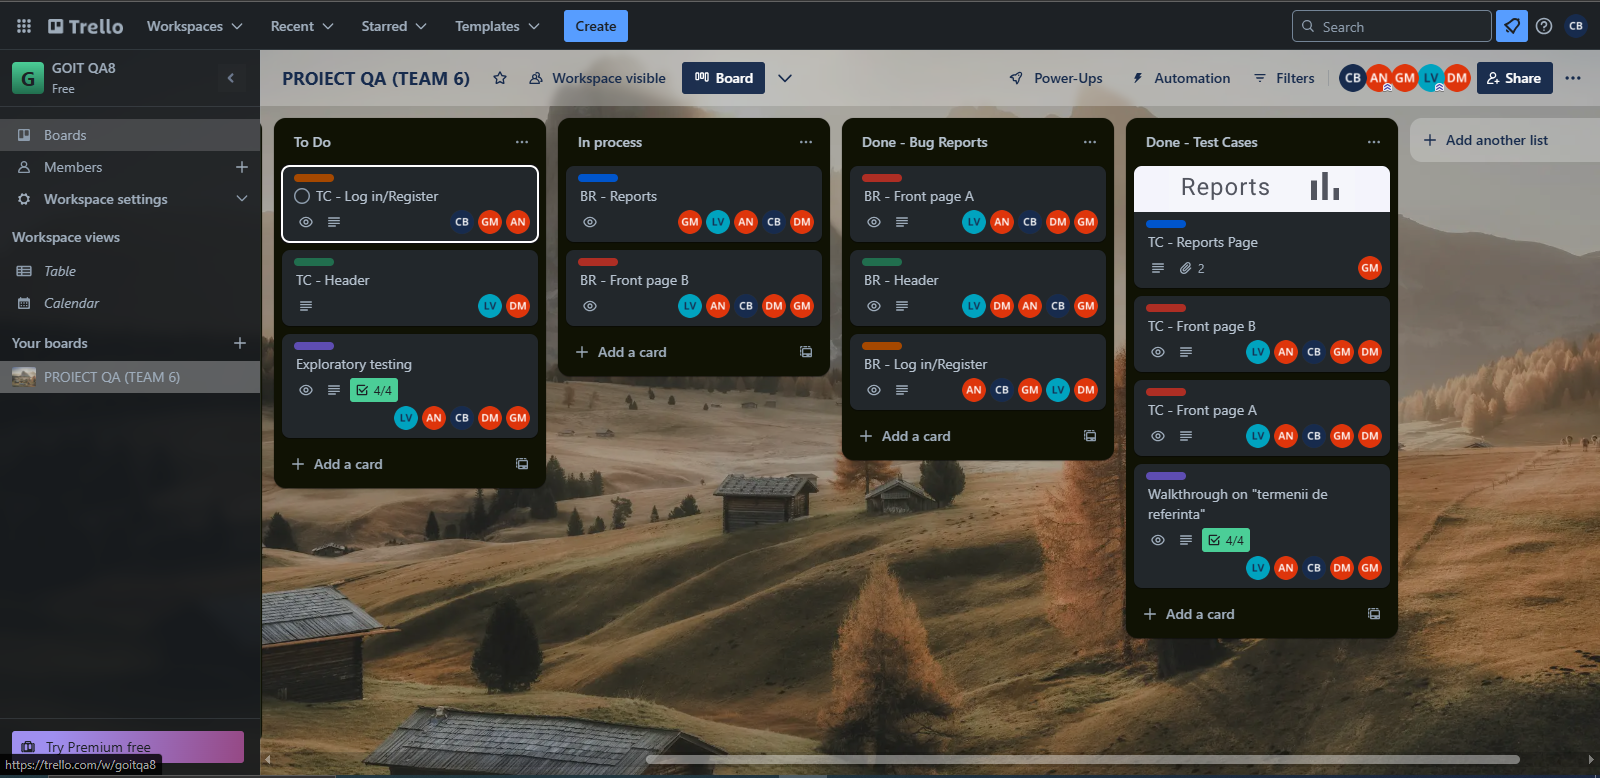 Trello
Workspaces
Recent
Starred
Templates
Create
Search
CB
G
GOIT QA8
Free
PROIECT QA (TEAM 6)
Workspace visible
Board
Power-Ups
Automation
Filters
CB AN GM LV DM
Share
Boards
Members
Workspace settings
Workspace views
Table
Calendar
Your boards
PROIECT QA (TEAM 6)
Try Premium free
https://trello.com/w/goitqa8
To Do
TC - Log in/Register
CB GM AN
TC - Header
LV DM
Exploratory testing
4/4
LV AN CB DM GM
Add a card
In process
BR - Reports
GM LV AN CB DM
BR - Front page B
LV AN CB DM GM
Add a card
Done - Bug Reports
BR - Front page A
LV AN CB DM GM
BR - Header
LV DM AN CB GM
BR - Log in/Register
AN CB GM LV DM
Add a card
Done - Test Cases
Reports
TC - Reports Page
2
GM
TC - Front page B
LV AN CB GM DM
TC - Front page A
LV AN CB GM DM
Walkthrough on "termenii de
referinta"
4/4
LV AN CB DM GM
Add a card
Add another list